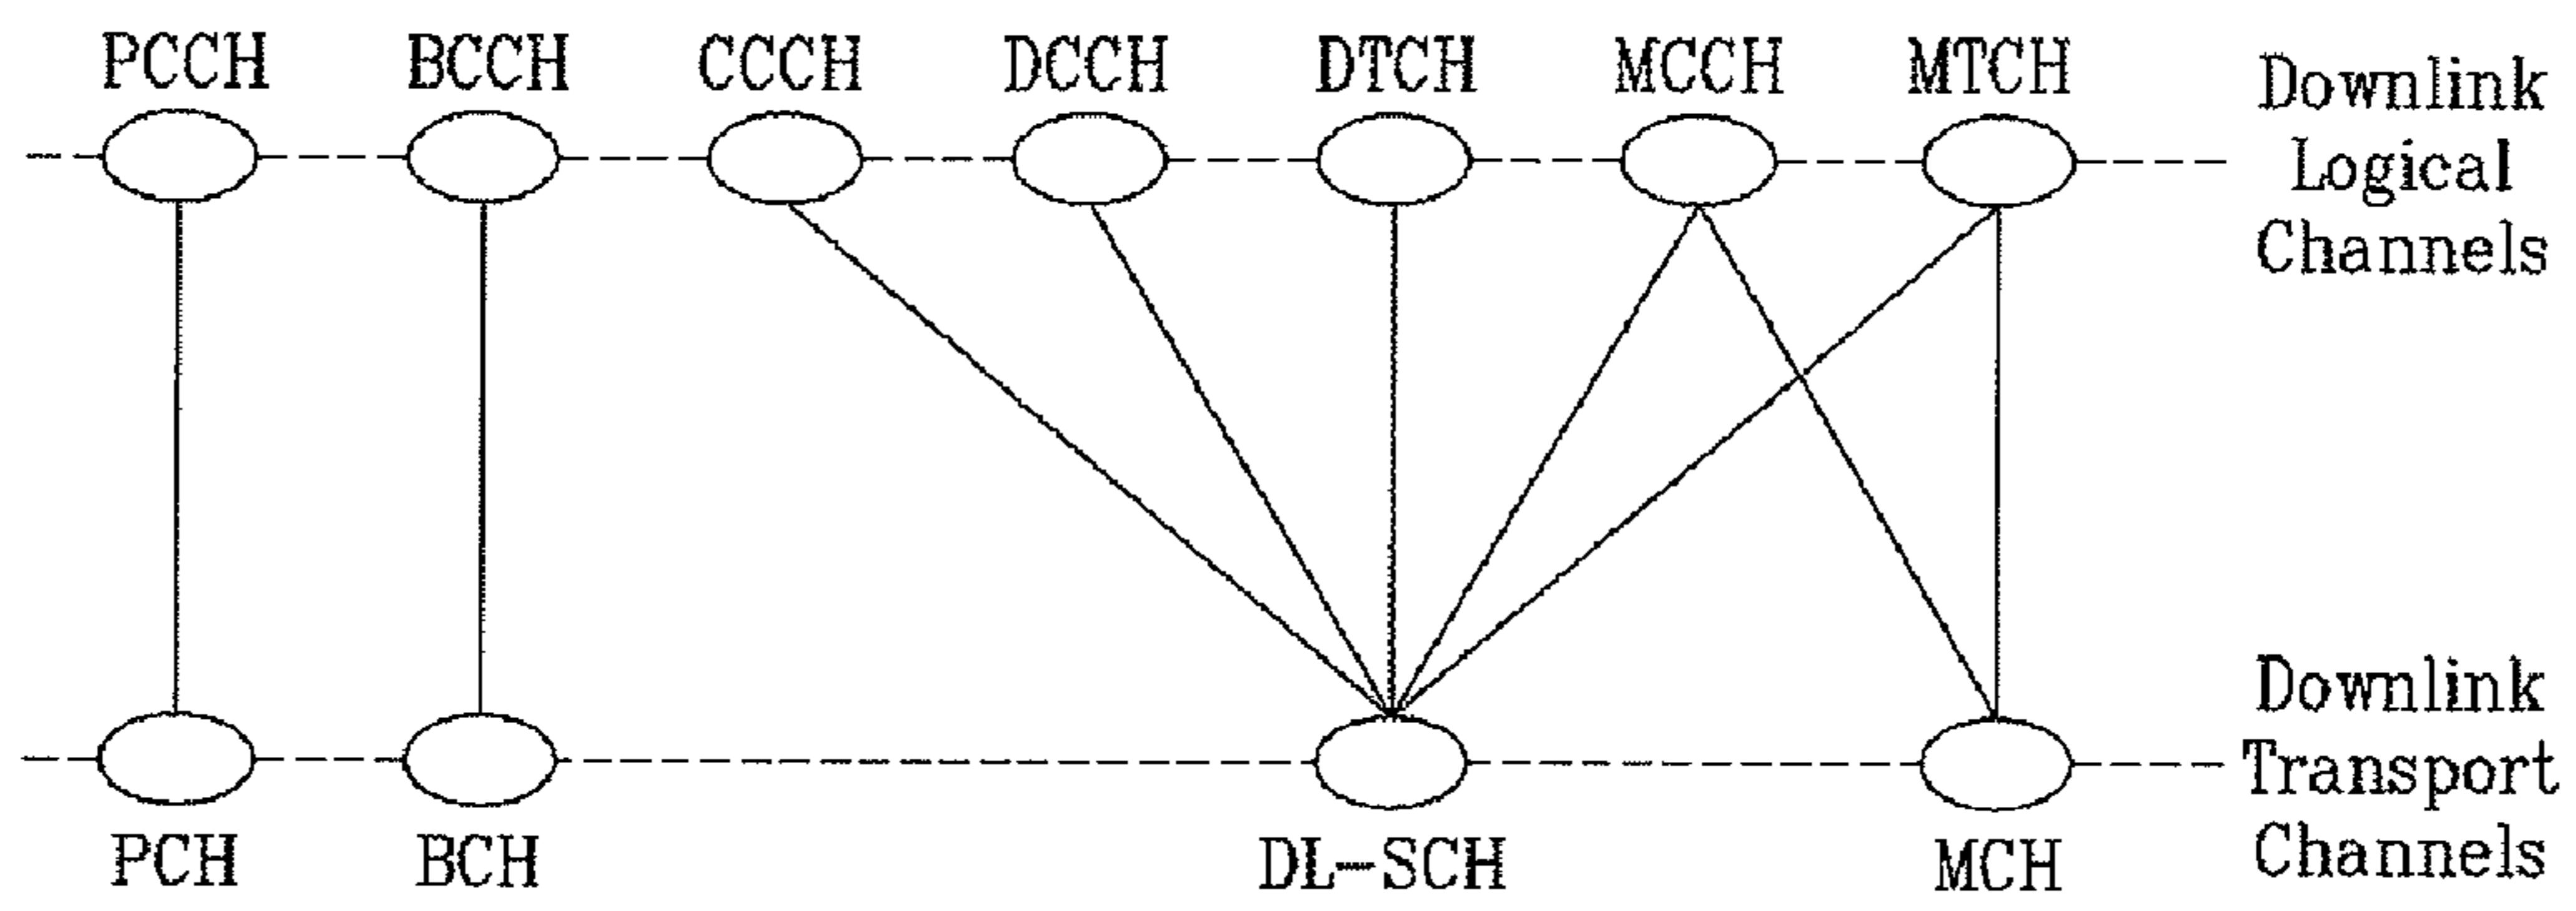 PCCH BCCH CCCH DCCH DTCH MCCH MTCH
Downlink
Logical
Channels
Downlink
Transport
Channels
PCH BCH DL-SCH MCH